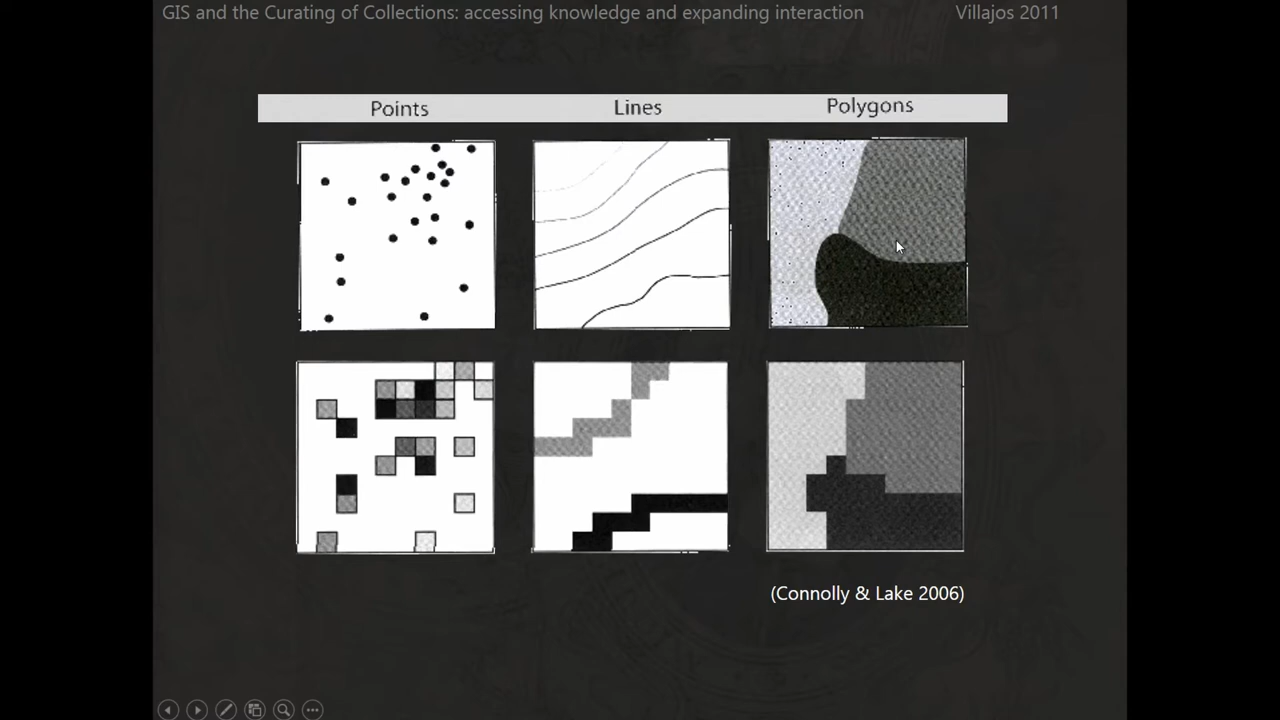 GIS and the Curating of Collections: accessing knowledge and expanding interaction Villajos 2011
Points Lines Polygons
(Connolly & Lake 2006)